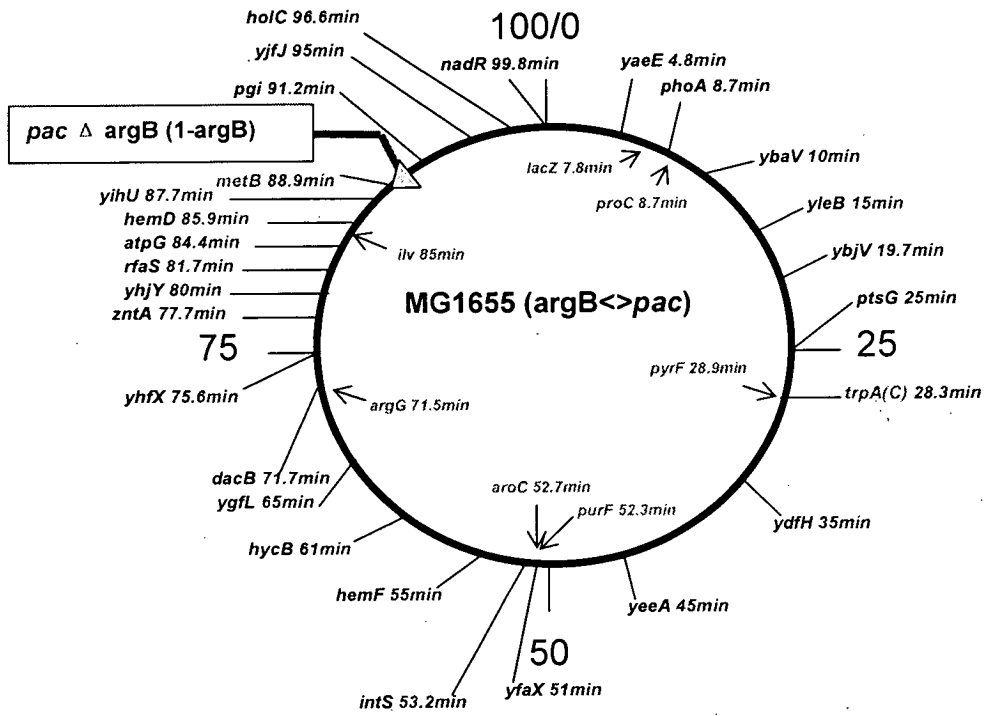 holC 96.6min
100/0
yjfJ 95min
nadR 99.8min
yaeE 4.8min
phoA 8.7min
pgi 91.2min
pac Δ argB (1-argB)
lacZ 7.8min
ybaV 10min
metB 88.9min
proC 8.7min
yihU 87.7min
yleB 15min
hemD 85.9min
atpG 84.4min
ilv 85min
ybjV 19.7min
rfaS 81.7min
yhjY 80min
MG1655 (argB<>pac)
ptsG 25min
zntA 77.7min
75
25
pyrF 28.9min
yhfX 75.6min
argG 71.5min
trpA(C) 28.3min
dacB 71.7min
aroC 52.7min
ygfL 65min
purF 52.3min
ydfH 35min
hycB 61min
hemF 55min
yeeA 45min
50
intS 53.2min
yfaX 51min